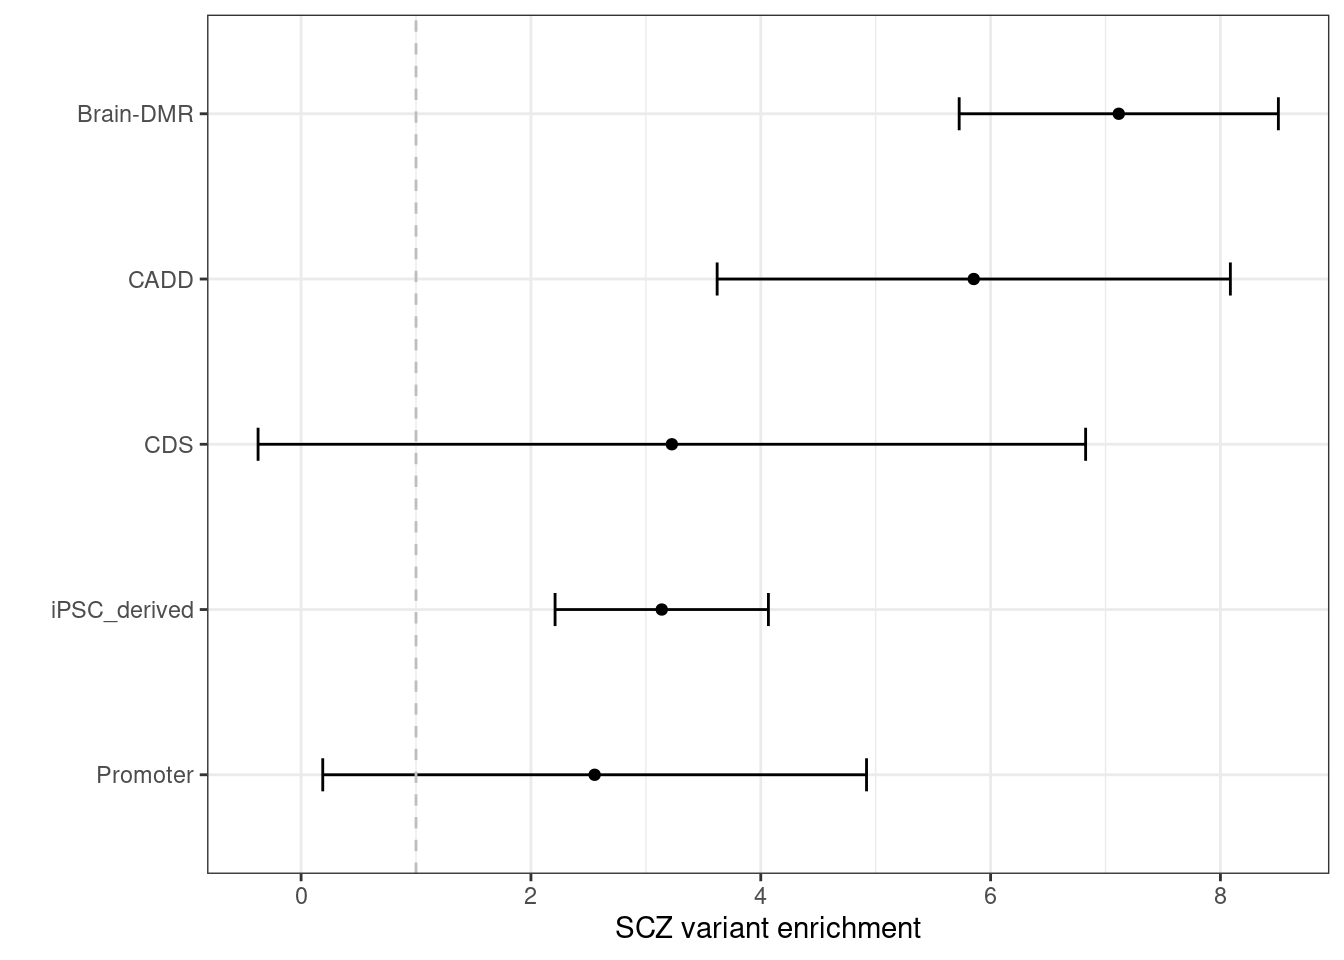 Brain-DMR
CADD
CDS
iPSC_derived
Promoter
0 2 4 6 8
SCZ variant enrichment